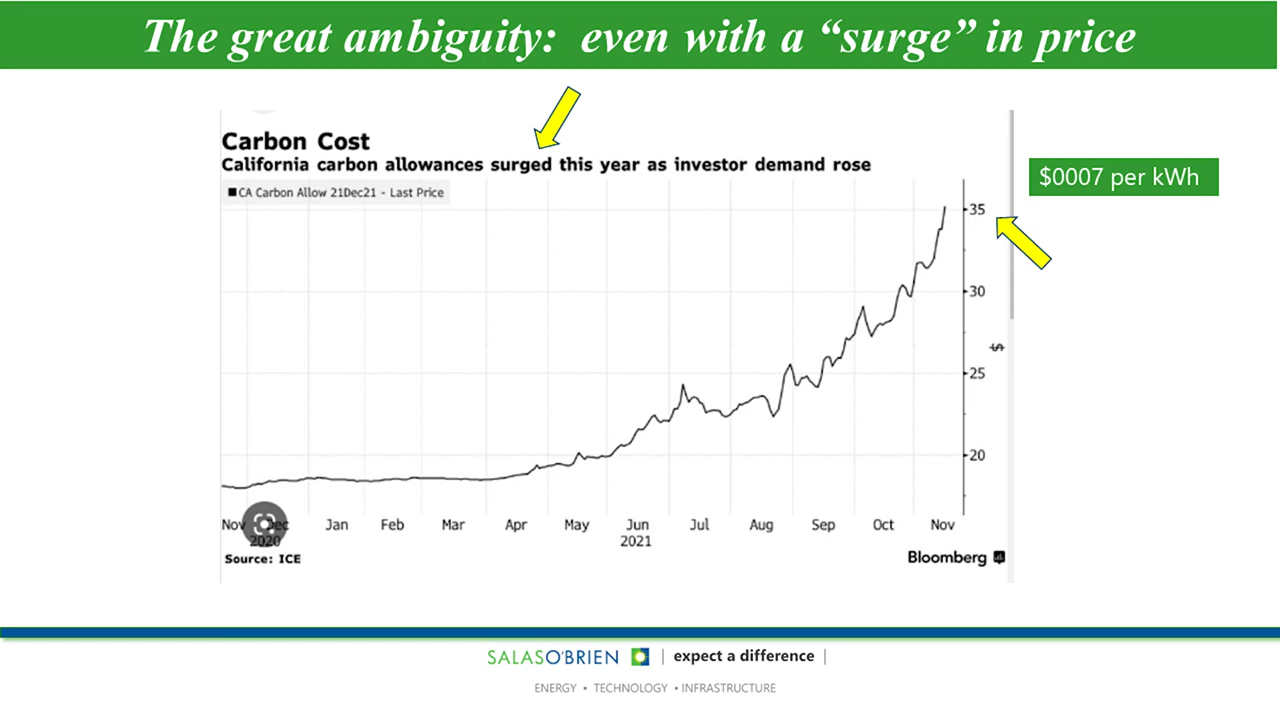 The great ambiguity: even with a “surge” in price
Carbon Cost
California carbon allowances surged this year as investor demand rose
CA Carbon Allow 21Dec21 - Last Price
$0007 per kWh
35
30
$
25
20
Nov Dec Jan Feb Mar Apr May Jun Jul Aug Sep Oct Nov
2020 2021
Source: ICE
Bloomberg
SALASO'BRIEN | expect a difference |
ENERGY • TECHNOLOGY • INFRASTRUCTURE